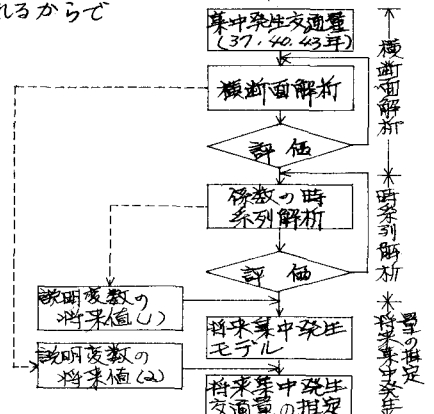 れるからで
集中発生交通量
(37.40.43年)
横断面解析
評価
係数の時
系列解析
評価
説明変数の
将来値(1)
将来集中発生
モデル
説明変数の
将来値(2)
将来集中発生
交通量の推定
横断面解析
時系列解析
将来集中発生
量の推定